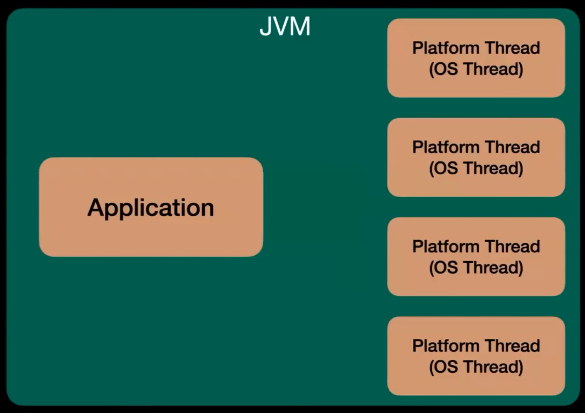 JVM
Application
Platform Thread
(OS Thread)
Platform Thread
(OS Thread)
Platform Thread
(OS Thread)
Platform Thread
(OS Thread)